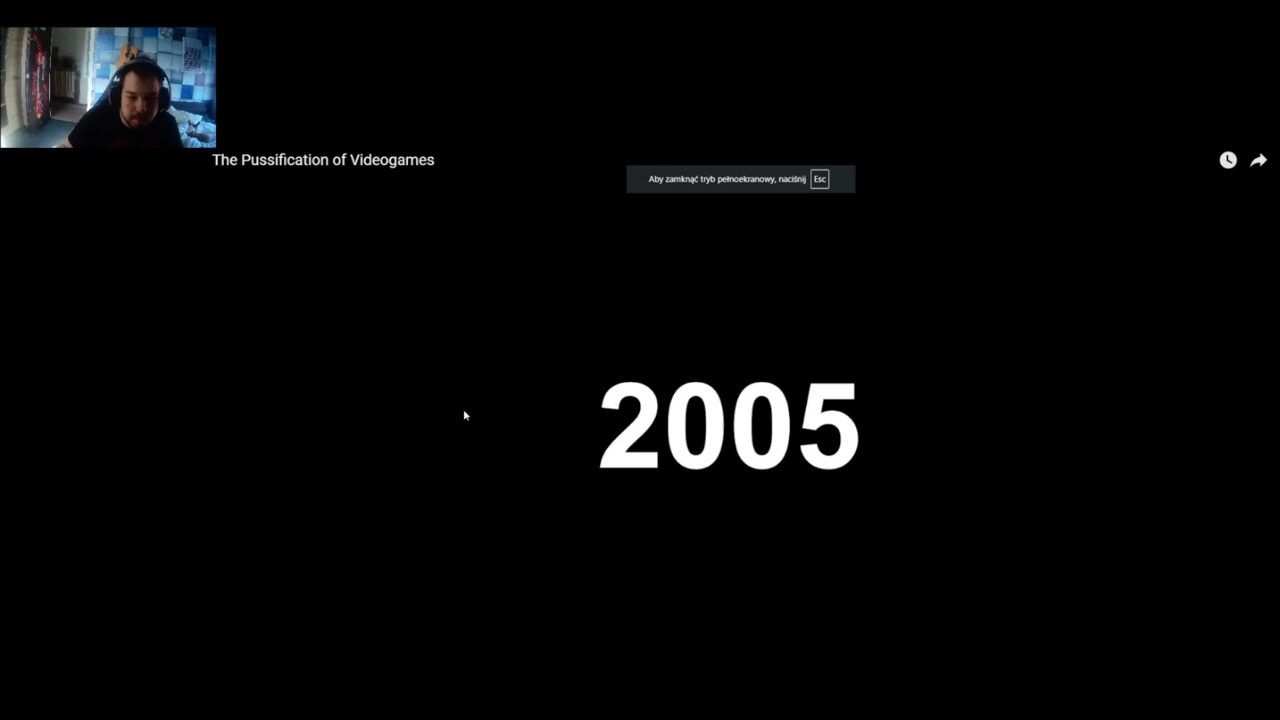 The Pussification of Videogames
Aby zamknąć tryb pełnoekranowy, naciśnij Esc
2005